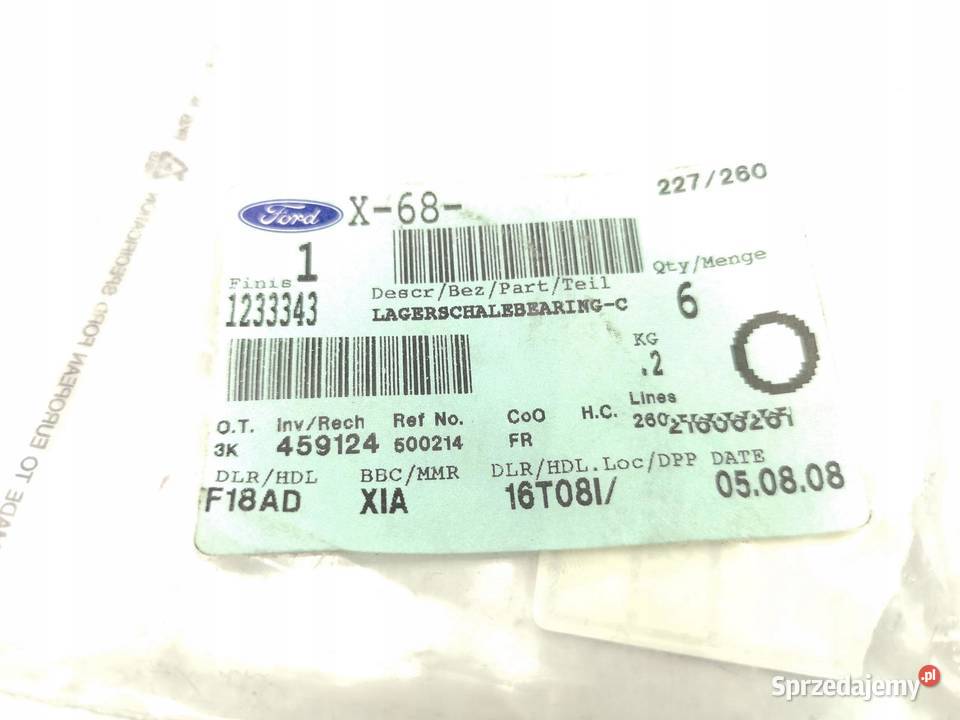 227/260
Ford X-68-
1
Finis
1233343
Descr/Bez/Part/Teil
LAGERSCHALEBEARING-C
Qty/Menge
6
KG
.2
O.T. Inv/Rech Ref No. CoO H.C. Lines
3K 459124 600214 FR 260
DLR/HDL BBC/MMR DLR/HDL.Loc/DPP DATE
F18AD XIA 16T08I/ 05.08.08
MADE TO EUROPEAN FORD SPECIFICATION
Sprzedajemy.pl